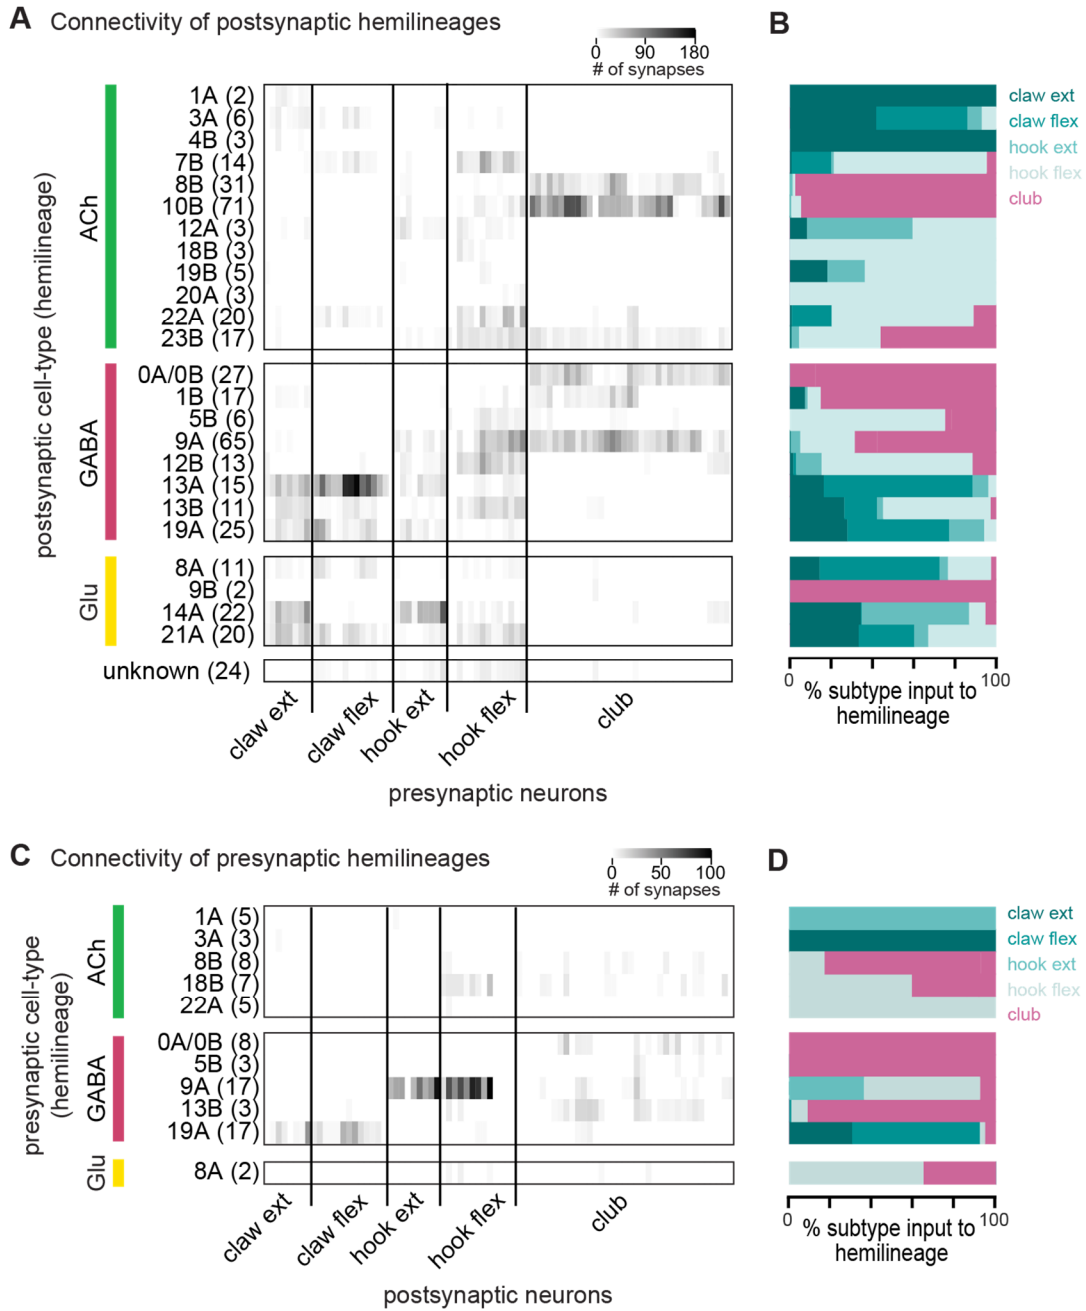 A Connectivity of postsynaptic hemilineages
0 90 180
# of synapses
postsynaptic cell-type (hemilineage)
ACh
1A (2)
3A (6)
4B (3)
7B (14)
8B (31)
10B (71)
12A (3)
18B (3)
19B (5)
20A (3)
22A (20)
23B (17)
GABA
0A/0B (27)
1B (17)
5B (6)
9A (65)
12B (13)
13A (15)
13B (11)
19A (25)
Glu
8A (11)
9B (2)
14A (22)
21A (20)
unknown (24)
claw ext
claw flex
hook ext
hook flex
club
presynaptic neurons
B
claw ext
claw flex
hook ext
hook flex
club
0 100
% subtype input to
hemilineage
C Connectivity of presynaptic hemilineages
0 50 100
# of synapses
presynaptic cell-type
(hemilineage)
ACh
1A (5)
3A (3)
8B (8)
18B (7)
22A (5)
GABA
0A/0B (8)
5B (3)
9A (17)
13B (3)
19A (17)
Glu
8A (2)
claw ext
claw flex
hook ext
hook flex
club
postsynaptic neurons
D
claw ext
claw flex
hook ext
hook flex
club
0 100
% subtype input to
hemilineage